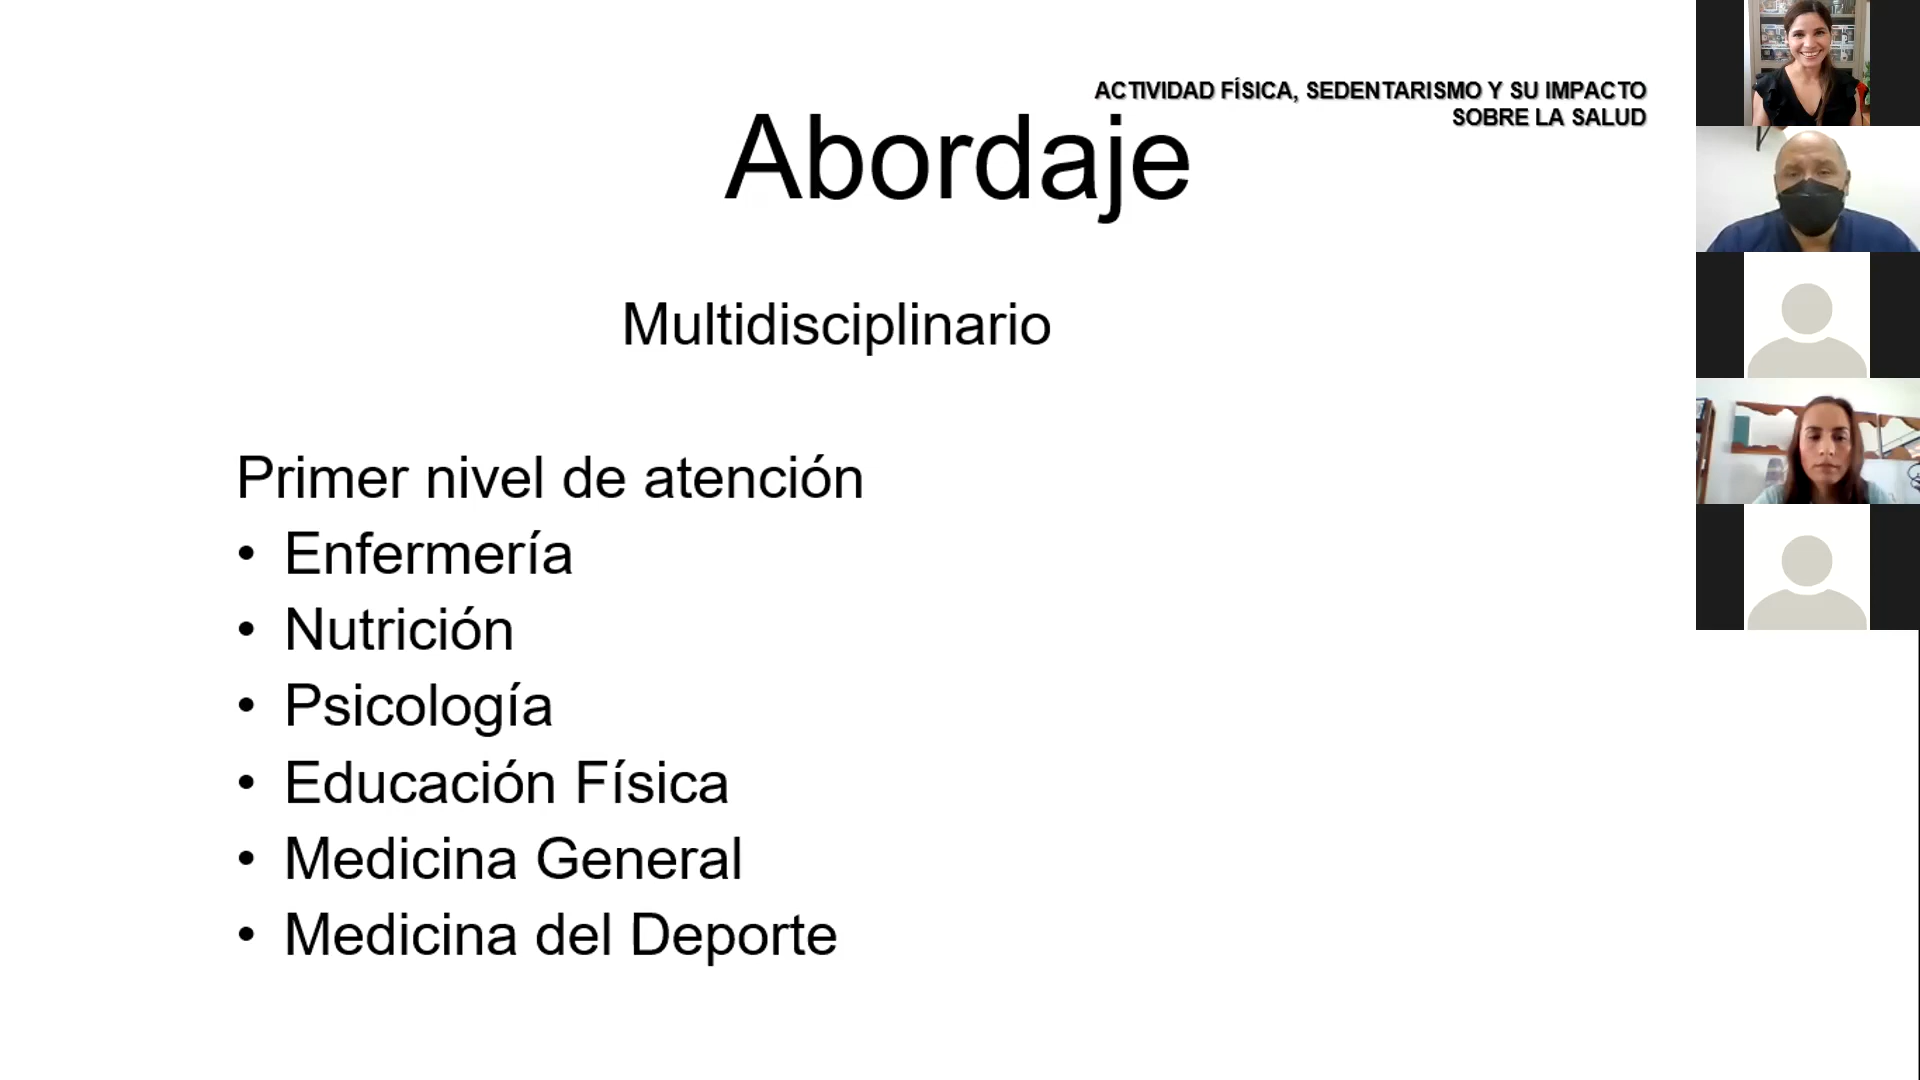 ACTIVIDAD FÍSICA, SEDENTARISMO Y SU IMPACTO
SOBRE LA SALUD
Abordaje
Multidisciplinario
Primer nivel de atención
• Enfermería
• Nutrición
• Psicología
• Educación Física
• Medicina General
• Medicina del Deporte